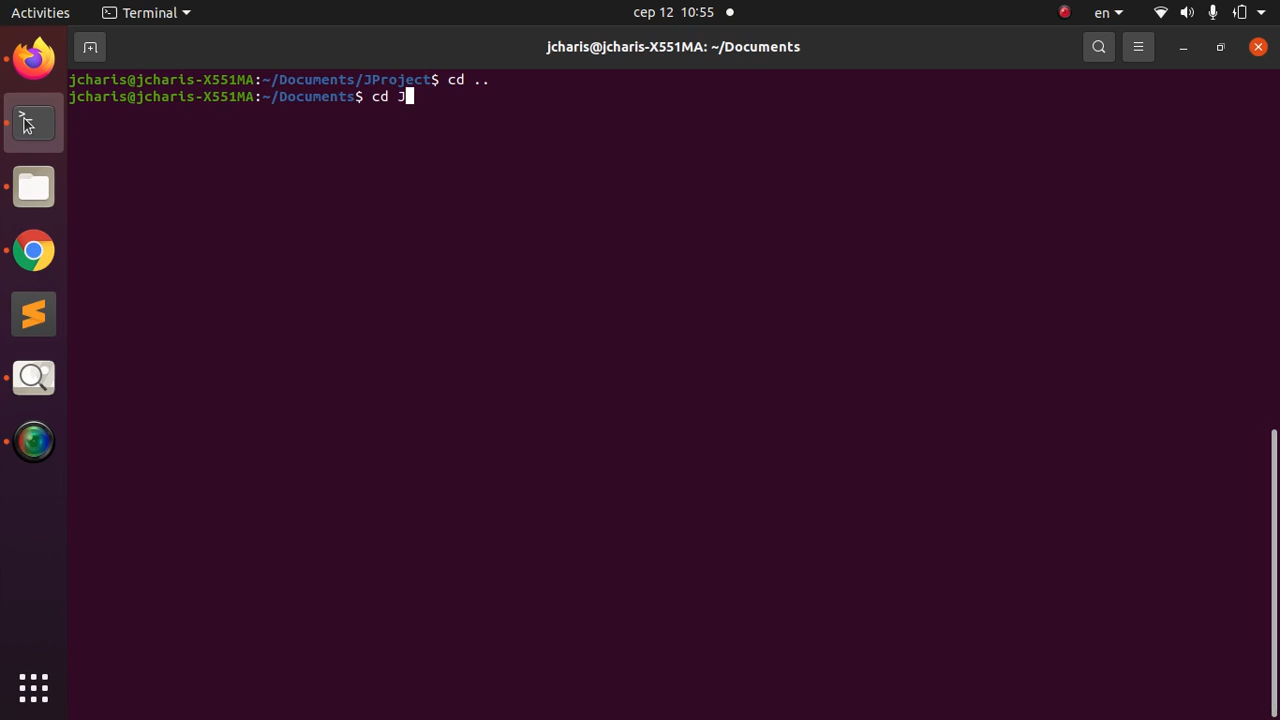 Activities
Terminal
сер 12 10:55
en
jcharis@jcharis-X551MA: ~/Documents
jcharis@jcharis-X551MA:~/Documents/JProject$ cd ..
jcharis@jcharis-X551MA:~/Documents$ cd J